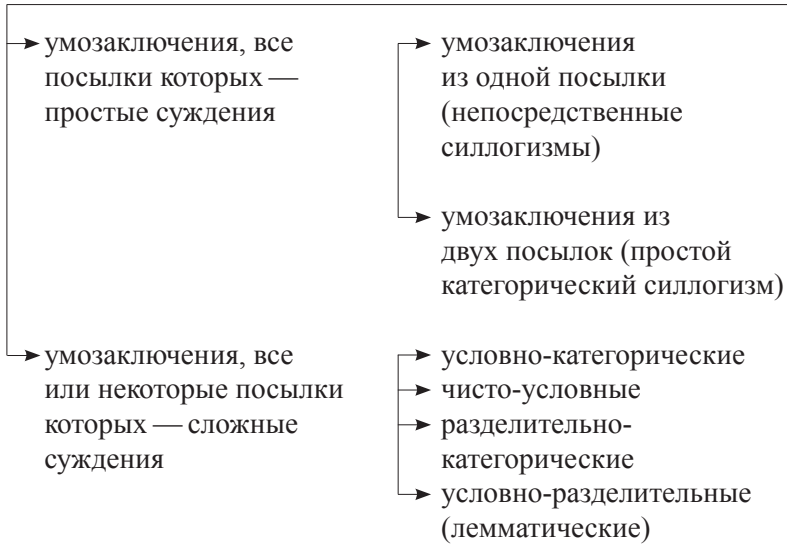 умозаключения, все
посылки которых —
простые суждения
умозаключения
из одной посылки
(непосредственные
силлогизмы)
умозаключения из
двух посылок (простой
категорический силлогизм)
умозаключения, все
или некоторые посылки
которых — сложные
суждения
условно-категорические
чисто-условные
разделительно-
категорические
условно-разделительные
(лемматические)